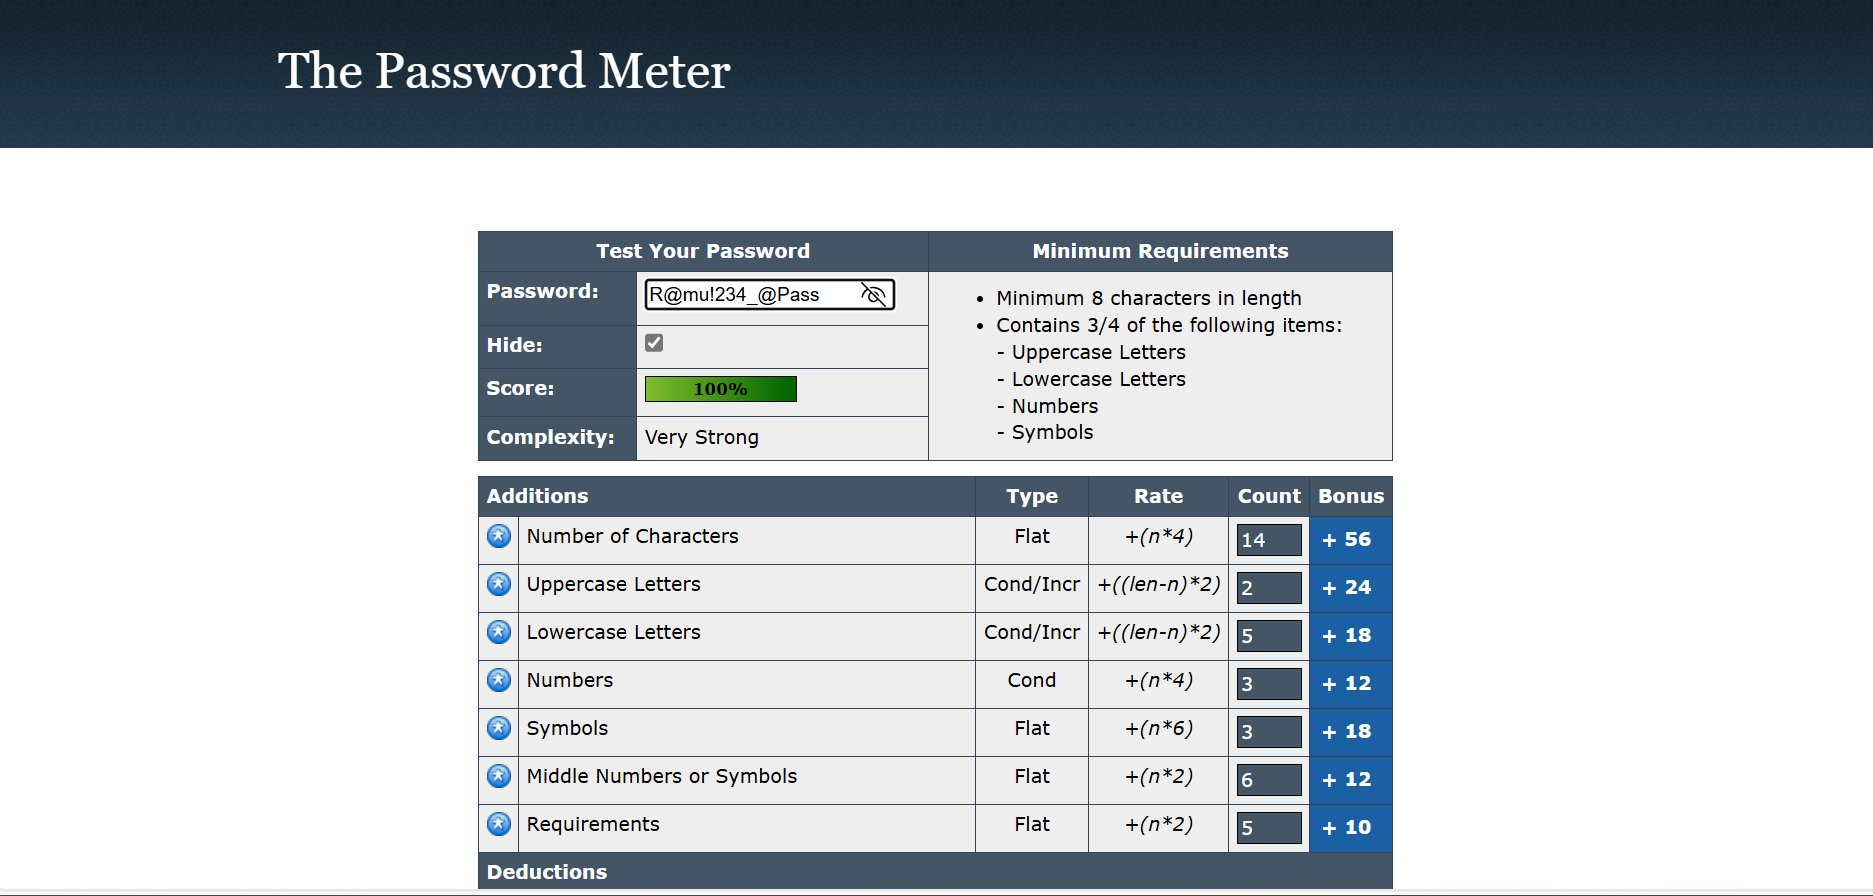 The Password Meter
Test Your Password Minimum Requirements
Password: R@mu!234_@Pass
Hide:
Score: 100%
Complexity: Very Strong
• Minimum 8 characters in length
• Contains 3/4 of the following items:
- Uppercase Letters
- Lowercase Letters
- Numbers
- Symbols
Additions Type Rate Count Bonus
Number of Characters Flat +(n*4) 14 + 56
Uppercase Letters Cond/Incr +((len-n)*2) 2 + 24
Lowercase Letters Cond/Incr +((len-n)*2) 5 + 18
Numbers Cond +(n*4) 3 + 12
Symbols Flat +(n*6) 3 + 18
Middle Numbers or Symbols Flat +(n*2) 6 + 12
Requirements Flat +(n*2) 5 + 10
Deductions